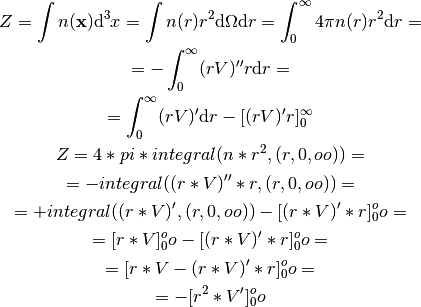 Z = ∫ n(𝐱)d³x = ∫ n(r)r²dΩdr = ∫₀^∞ 4πn(r)r²dr =
= − ∫₀^∞ (rV)''rdr =
= ∫₀^∞ (rV)'dr − [(rV)'r]₀^∞
Z = 4 * pi * integral(n * r², (r, 0, oo)) =
= −integral((r * V)'' * r, (r, 0, oo)) =
= +integral((r * V)', (r, 0, oo)) − [(r * V)' * r]₀^o o =
= [r * V]₀^o o − [(r * V)' * r]₀^o o =
= [r * V − (r * V)' * r]₀^o o =
= −[r² * V']₀^o o